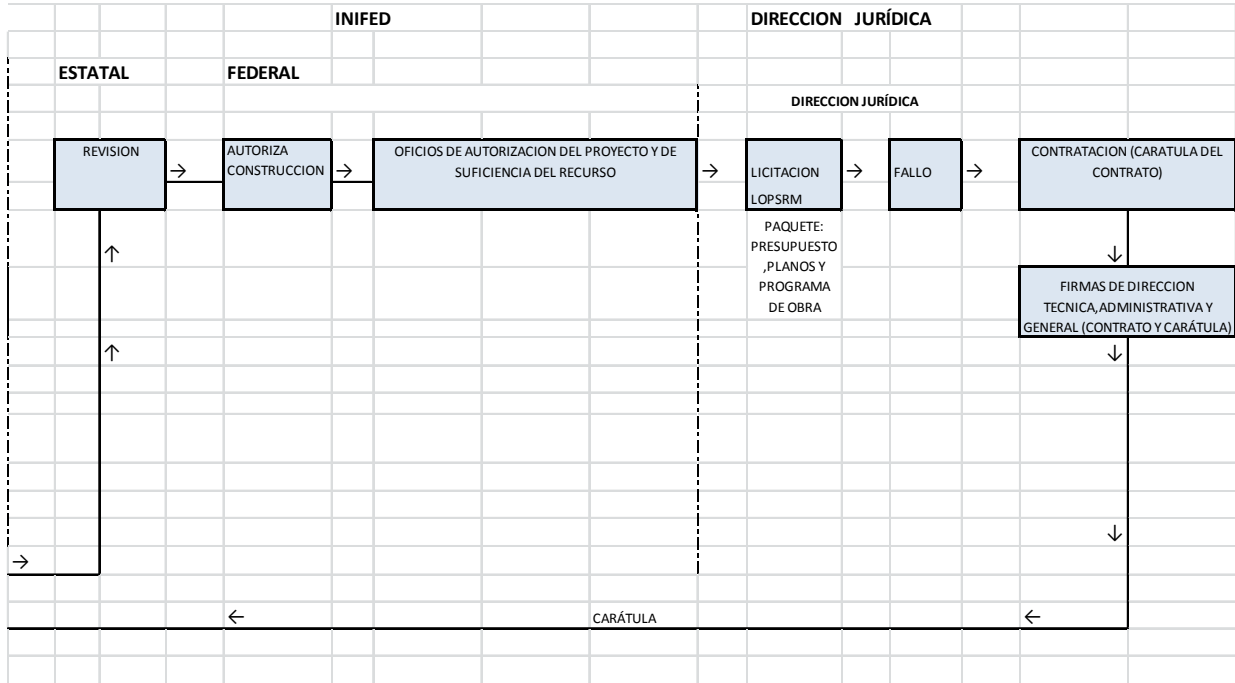 INIFED
DIRECCION JURÍDICA
ESTATAL
FEDERAL
DIRECCION JURÍDICA
REVISION
→
AUTORIZA
CONSTRUCCION
→
OFICIOS DE AUTORIZACION DEL PROYECTO Y DE
SUFICIENCIA DEL RECURSO
→
LICITACION
LOPSRM
→
FALLO
→
CONTRATACION (CARATULA DEL
CONTRATO)
PAQUETE:
PRESUPUESTO
,PLANOS Y
PROGRAMA
DE OBRA
↑
↓
FIRMAS DE DIRECCION
TECNICA,ADMINISTRATIVA Y
GENERAL (CONTRATO Y CARÁTULA)
↑
↓
↓
→
←
CARÁTULA
←